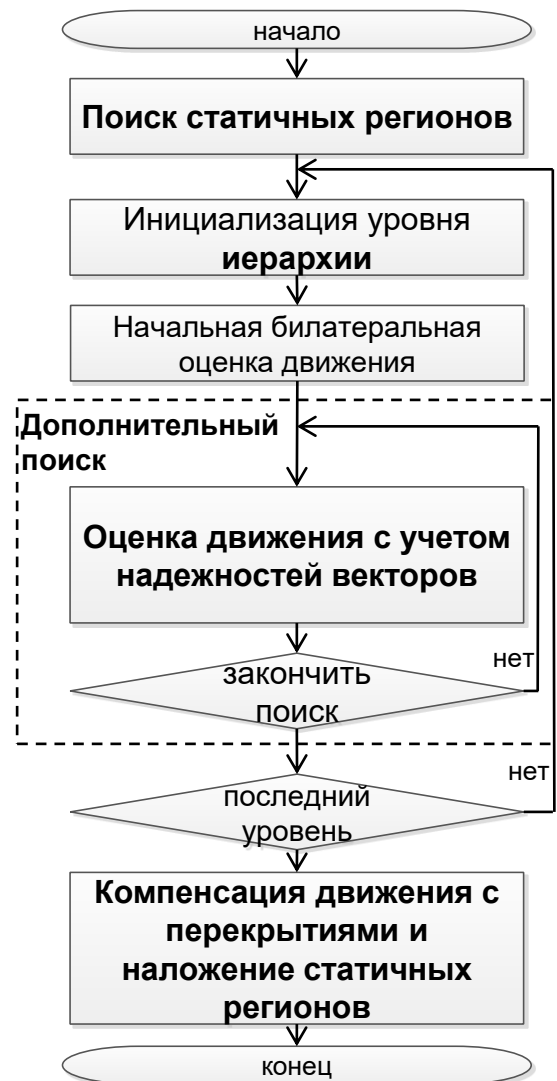 начало
Поиск статичных регионов
Инициализация уровня
иерархии
Начальная билатеральная
оценка движения
Дополнительный
поиск
Оценка движения с учетом
надежностей векторов
нет
закончить
поиск
нет
последний
уровень
Компенсация движения с
перекрытиями и
наложение статичных
регионов
конец